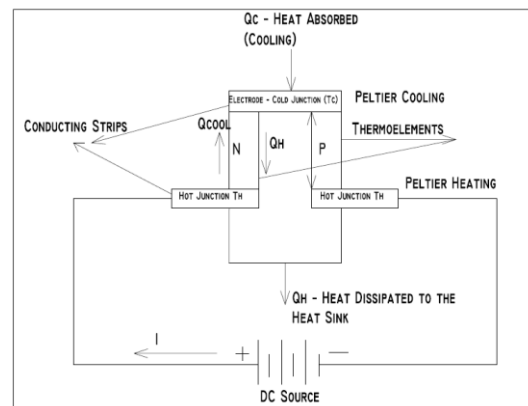 Qc - Heat Absorbed
(Cooling)
Electrode - Cold Junction (Tc)
Peltier Cooling
Conducting Strips
Qcool
N
QH
P
Thermoelements
Hot Junction TH
Hot Junction TH
Peltier Heating
QH - Heat Dissipated to the
Heat Sink
I
+
−
DC Source